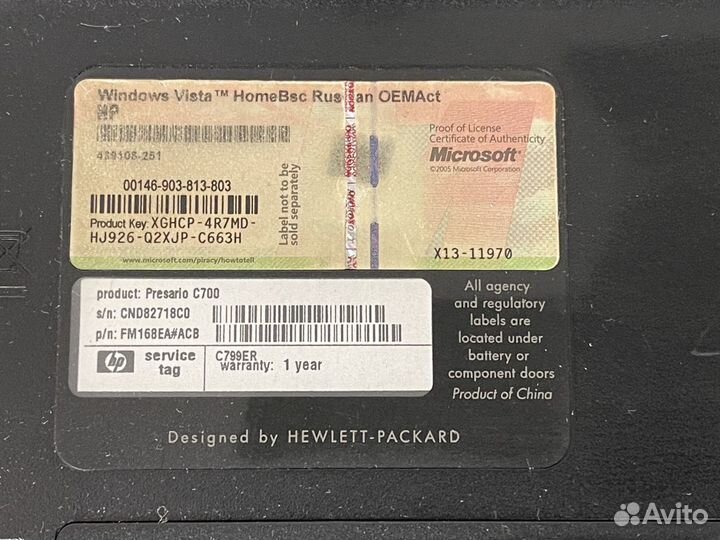 Windows Vista™ HomeBsc Rus an OEMAct
HP
Proof of License
Certificate of Authenticity
Microsoft®
©2005 Microsoft Corporation
00146-903-813-803
Label not to be
sold separately
Product Key: XGHCP-4R7MD-
HJ926-Q2XJP-C663H
X13-11970
www.microsoft.com/piracy/howtotell
product: Presario C700
s/n: CND82718C0
p/n: FM168EA#ACB
hp
service
tag
C799ER
warranty: 1 year
All agency
and regulatory
labels are
located under
battery or
component doors
Product of China
Designed by HEWLETT-PACKARD
Avito